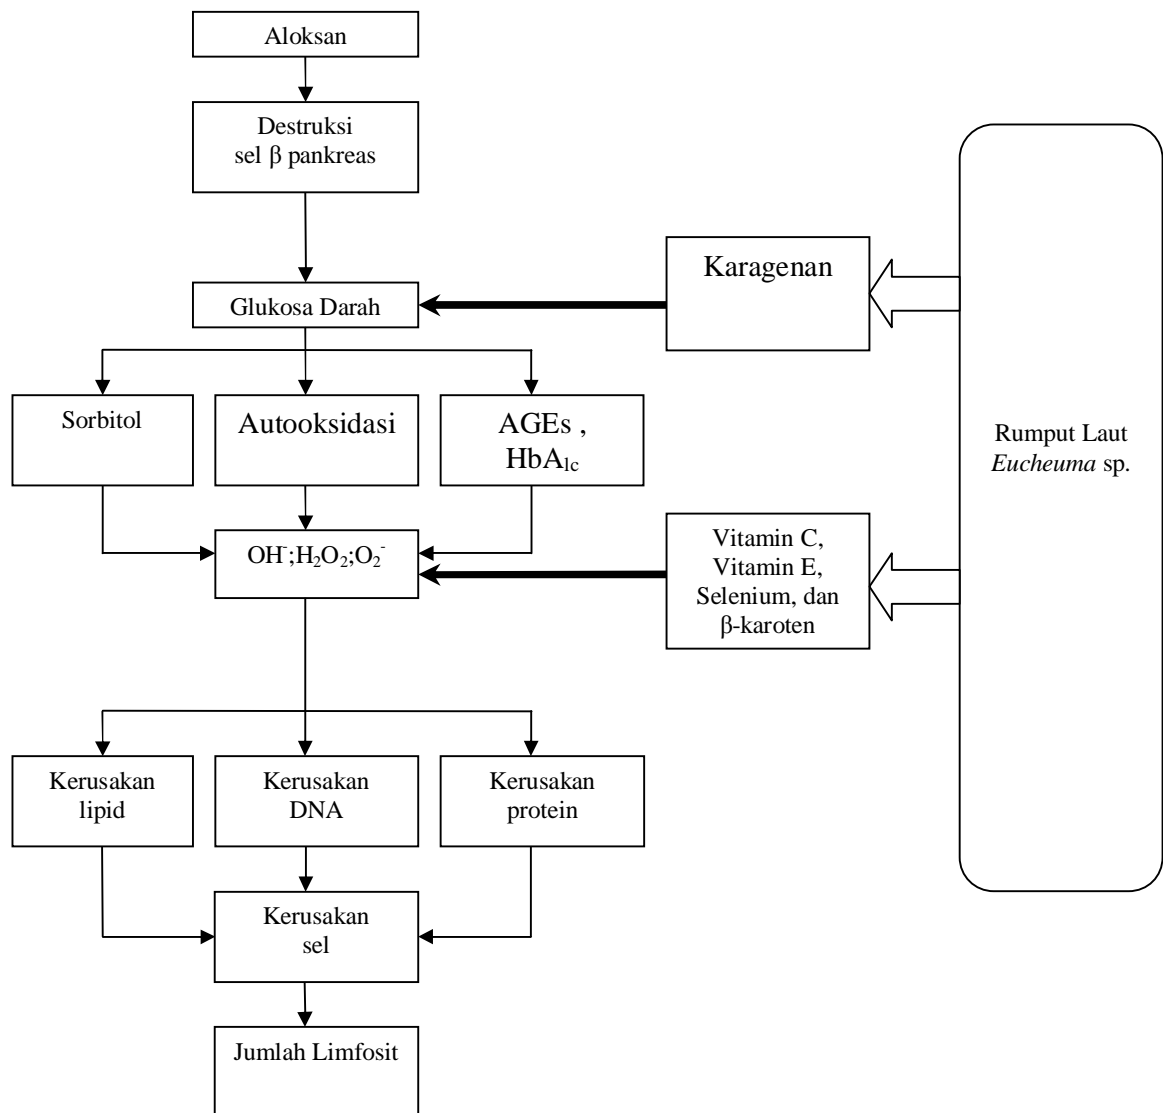 Aloksan
Destruksi
sel β pankreas
Karagenan
Glukosa Darah
Sorbitol
Autooksidasi
AGEs ,
HbA₁c
Rumput Laut
Eucheuma sp.
OH⁻;H₂O₂;O₂⁻
Vitamin C,
Vitamin E,
Selenium, dan
β-karoten
Kerusakan
lipid
Kerusakan
DNA
Kerusakan
protein
Kerusakan
sel
Jumlah Limfosit